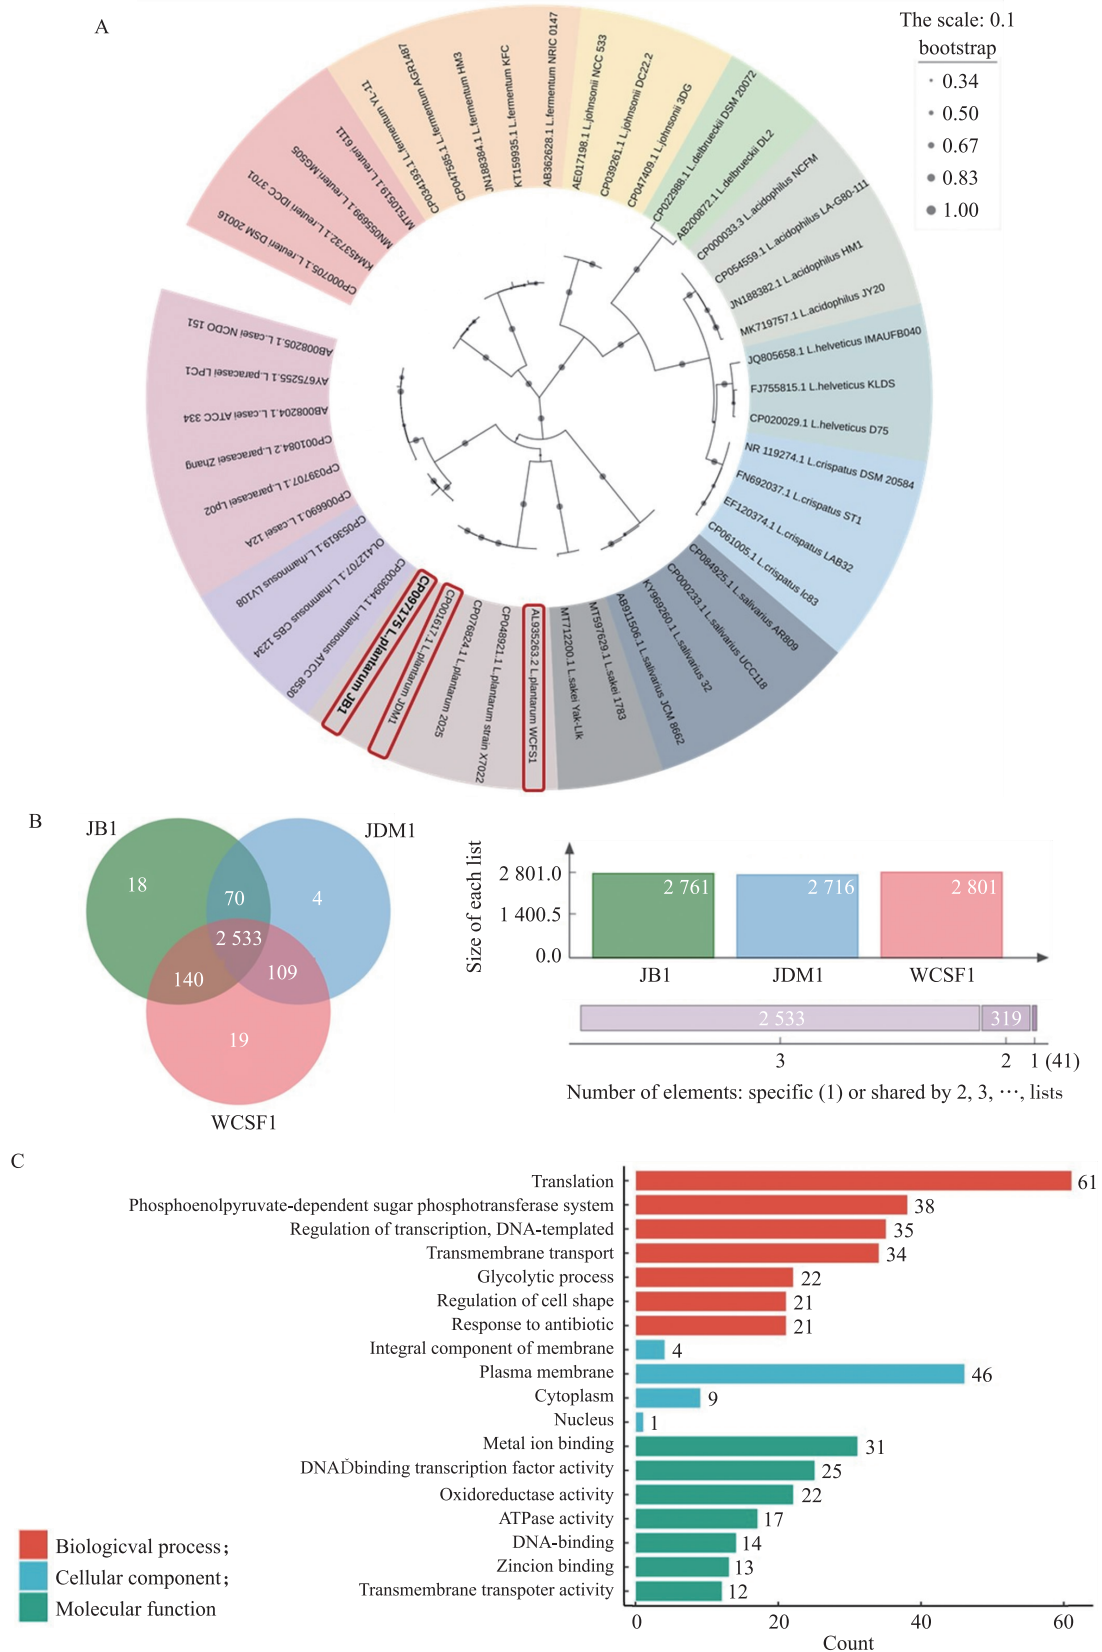 A
The scale: 0.1
bootstrap
0.34
0.50
0.67
0.83
1.00
CP000705.1 L.reuteri DSM 20016
KM453732.1 L.reuteri IDCC 3701
MN055699.1 L.reuteri MG505
MT510519.1 L.reuteri 6111
CP034193.1 L.fermentum YL-11
CP047585.1 L.fermentum AGR1487
JN188384.1 L.fermentum HM3
KT159935.1 L.fermentum KFC
AB362628.1 L.fermentum NRIC 0147
AE017198.1 L.johnsonii NCC 533
CP039261.1 L.johnsonii DC22.2
CP047409.1 L.johnsonii 3DG
CP022988.1 L.delbrueckii DSM 20072
AB200872.1 L.delbrueckii DL2
CP000033.3 L.acidophilus NCFM
CP054559.1 L.acidophilus LA-G80-111
JN188382.1 L.acidophilus HM1
MK719757.1 L.acidophilus JY20
JQ805658.1 L.helveticus IMAUFB040
FJ755815.1 L.helveticus KLDS
CP020029.1 L.helveticus D75
NR 119274.1 L.crispatus DSM 20584
FN692037.1 L.crispatus ST1
EF120374.1 L.crispatus LAB32
CP061005.1 L.crispatus lc83
CP084925.1 L.salivarius AR809
CP000233.1 L.salivarius UCC118
KY969260.1 L.salivarius 32
AB911506.1 L.salivarius JCM 8662
MT597629.1 L.sakei 1783
MT712200.1 L.sakei Yak-Llk
AL935263.2 L.plantarum WCFS1
CP048921.1 L.plantarum strain X7022
CP076824.1 L.plantarum 2025
CP001617.1 L.plantarum JDM1
CP097175 L.plantarum JB1
CP003094.1 L.rhamnosus ATCC 8530
OL412707.1 L.rhamnosus CBS 1234
CP053619.1 L.rhamnosus LV108
CP006690.1 L.casei 12A
CP039707.1 L.paracasei Lp02
CP001084.2 L.paracasei Zhang
AB008204.1 L.casei ATCC 334
AY675255.1 L.paracasei LPC1
AB008205.1 L.casei NCDO 151
B
JB1
JDM1
18
70
4
2 533
140
109
19
WCSF1
Size of each list
2 801.0
1 400.5
0.0
2 761
2 716
2 801
JB1
JDM1
WCSF1
2 533
319
3
2
1 (41)
Number of elements: specific (1) or shared by 2, 3, ···, lists
C
Translation 61
Phosphoenolpyruvate-dependent sugar phosphotransferase system 38
Regulation of transcription, DNA-templated 35
Transmembrane transport 34
Glycolytic process 22
Regulation of cell shape 21
Response to antibiotic 21
Integral component of membrane 4
Plasma membrane 46
Cytoplasm 9
Nucleus 1
Metal ion binding 31
DNAĎbinding transcription factor activity 25
Oxidoreductase activity 22
ATPase activity 17
DNA-binding 14
Zincion binding 13
Transmembrane transpoter activity 12
0 20 40 60
Count
Biologicval process;
Cellular component;
Molecular function